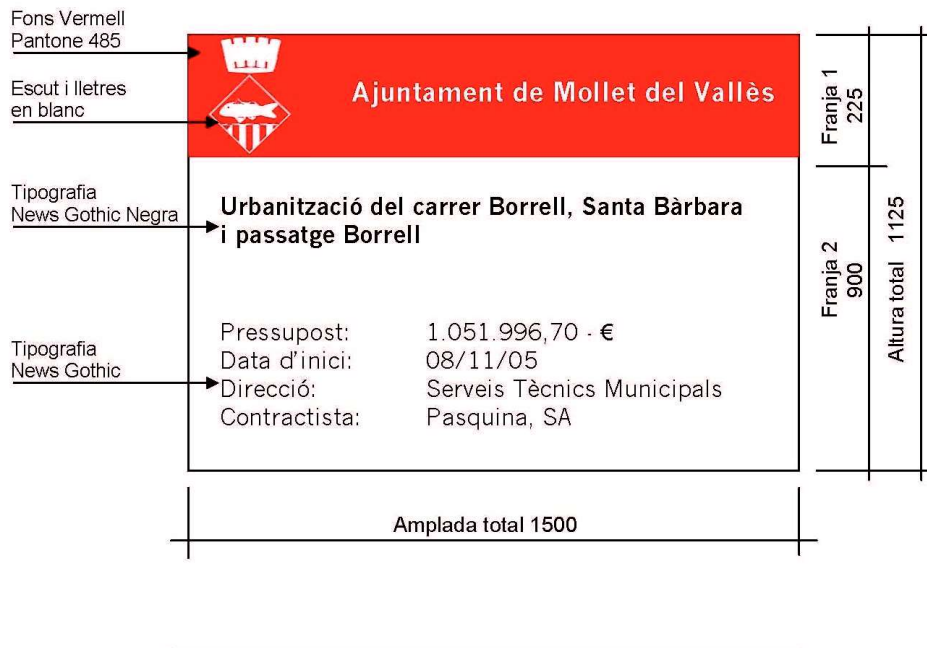 Fons Vermell
Pantone 485
Escut i lletres
en blanc
Tipografia
News Gothic Negra
Tipografia
News Gothic
Ajuntament de Mollet del Vallès
Urbanització del carrer Borrell, Santa Bàrbara
i passatge Borrell
Pressupost: 1.051.996,70 - €
Data d'inici: 08/11/05
Direcció: Serveis Tècnics Municipals
Contractista: Pasquina, SA
Franja 1
225
Franja 2
900
Altura total 1125
Amplada total 1500